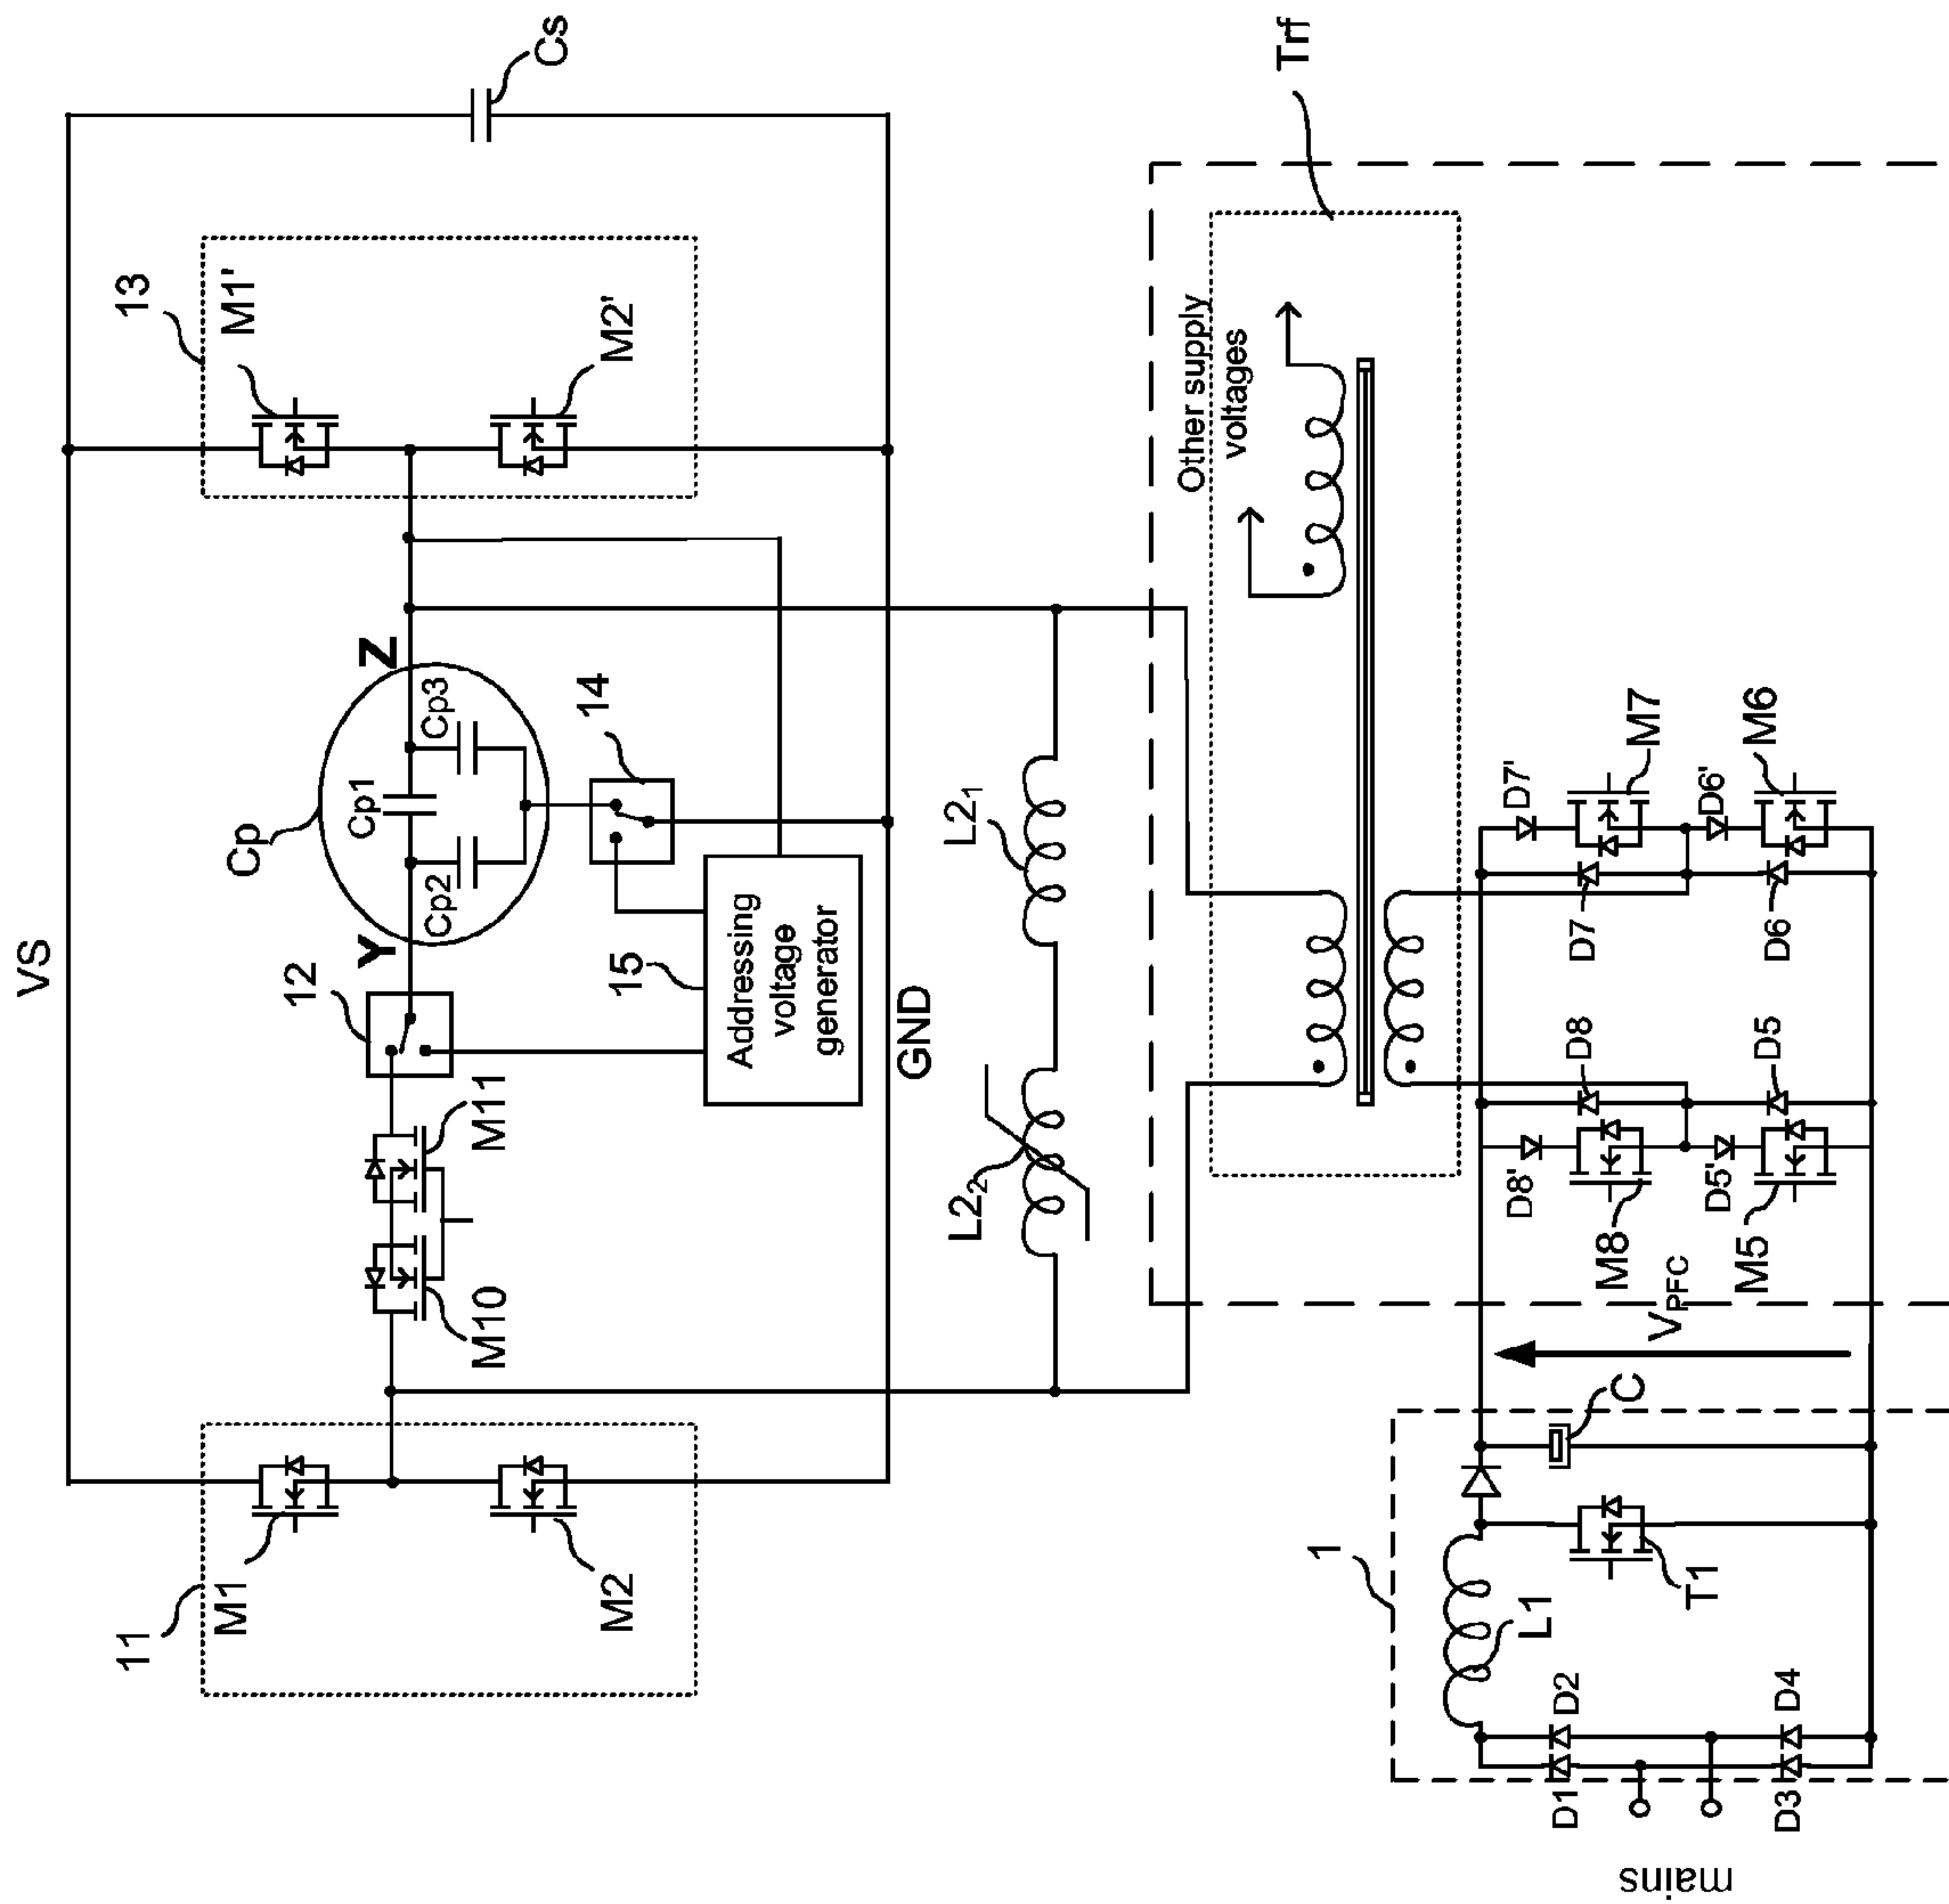 VS
Cs
13
M1'
M2'
11
M1
M2
M10
M11
12
Y
Z
Cp
Cp1
Cp2
Cp3
14
15
Addressing
voltage
generator
GND
L2₂
L2₁
Trf
Other supply
voltages
mains
1
L1
T1
C
D1
D2
D3
D4
VPFC
D8'
M8
D8
D5'
M5
D5
D7'
M7
D7
D6'
M6
D6